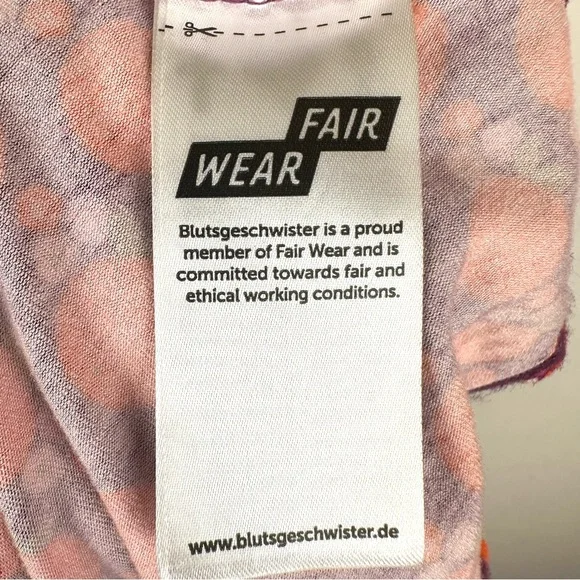 FAIR
WEAR
Blutsgeschwister is a proud
member of Fair Wear and is
committed towards fair and
ethical working conditions.
www.blutsgeschwister.de